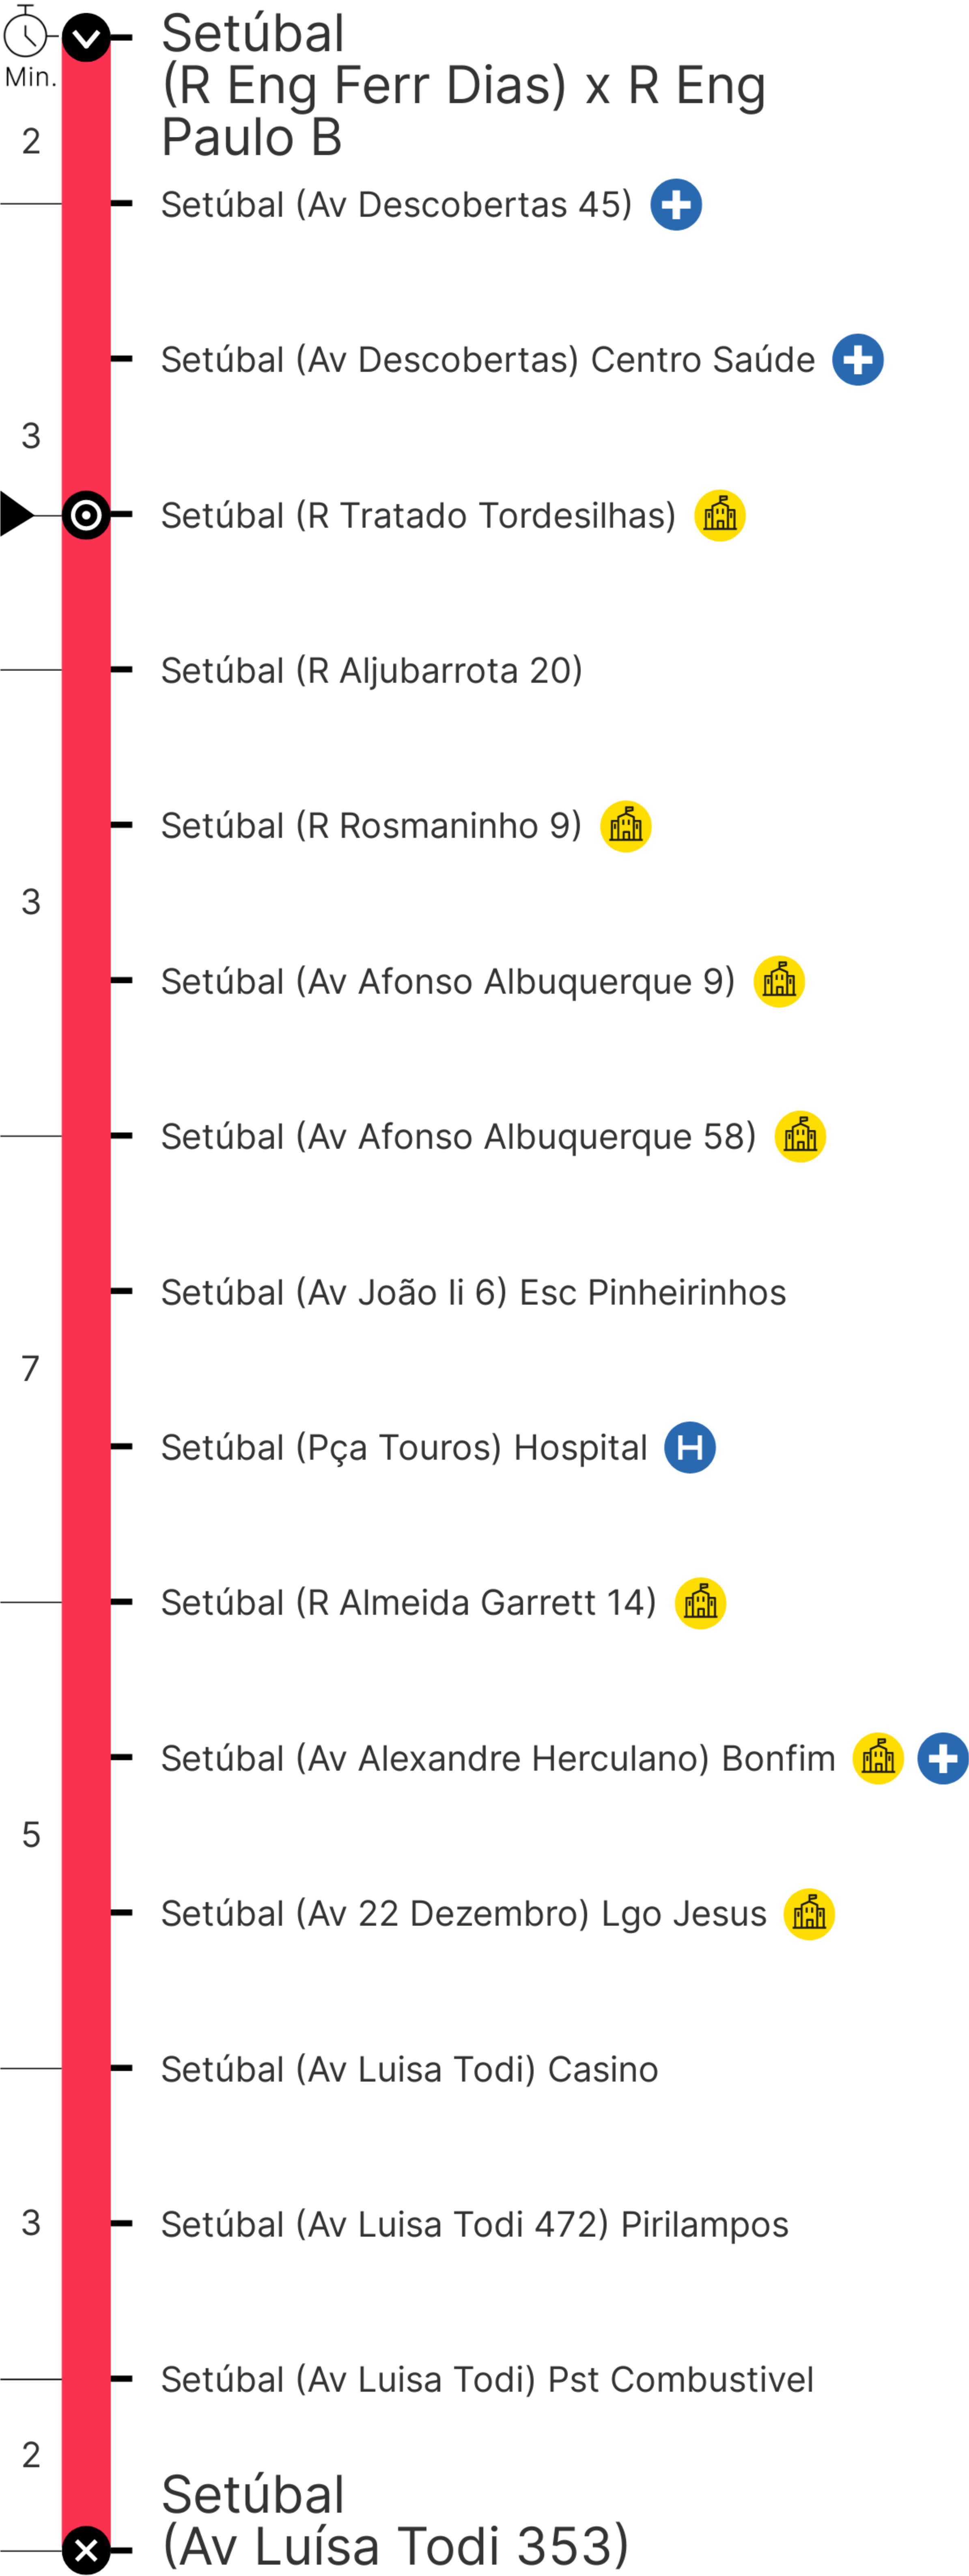 Min.
Setúbal
(R Eng Ferr Dias) x R Eng
Paulo B
2
Setúbal (Av Descobertas 45)
Setúbal (Av Descobertas) Centro Saúde
3
Setúbal (R Tratado Tordesilhas)
Setúbal (R Aljubarrota 20)
Setúbal (R Rosmaninho 9)
3
Setúbal (Av Afonso Albuquerque 9)
Setúbal (Av Afonso Albuquerque 58)
Setúbal (Av João Ii 6) Esc Pinheirinhos
7
Setúbal (Pça Touros) Hospital H
Setúbal (R Almeida Garrett 14)
Setúbal (Av Alexandre Herculano) Bonfim
5
Setúbal (Av 22 Dezembro) Lgo Jesus
Setúbal (Av Luisa Todi) Casino
3
Setúbal (Av Luisa Todi 472) Pirilampos
Setúbal (Av Luisa Todi) Pst Combustivel
2
Setúbal
(Av Luísa Todi 353)